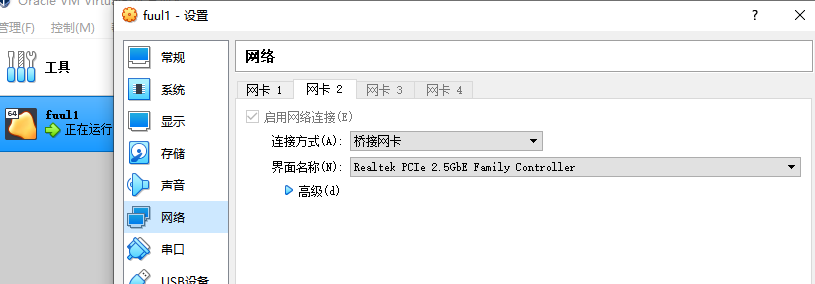 Oracle VM Virtu
管理(F) 控制(M)
工具
64
fuul1
正在运行
fuul1 - 设置
? ×
常规
系统
显示
存储
声音
网络
串口
USB设备
网络
网卡 1 网卡 2 网卡 3 网卡 4
启用网络连接(E)
连接方式(A): 桥接网卡
界面名称(N): Realtek PCIe 2.5GbE Family Controller
高级(d)